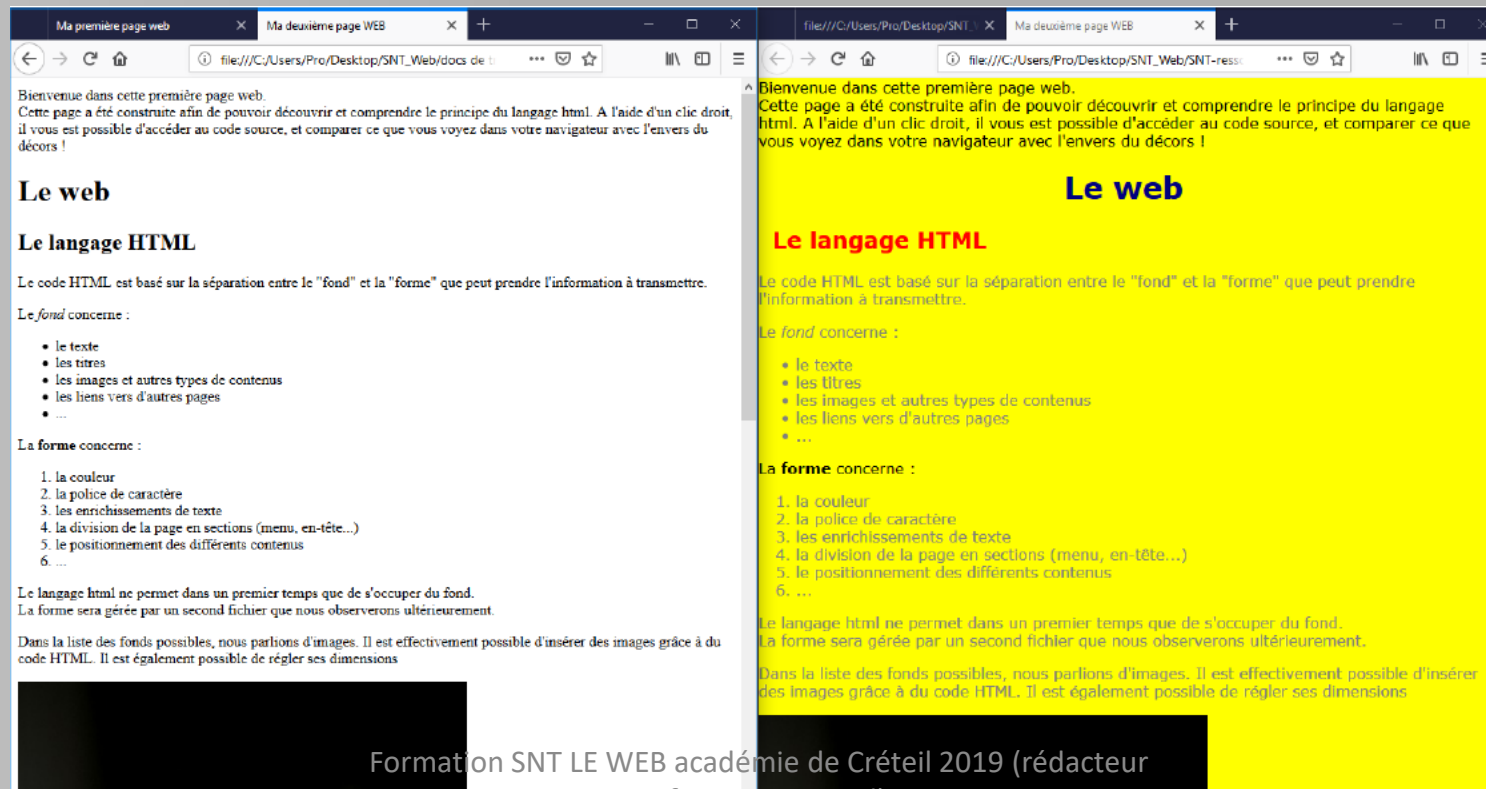 Ma première page web
Ma deuxième page WEB
file:///C:/Users/Pro/Desktop/SNT_Web/docs de t
Bienvenue dans cette première page web.
Cette page a été construite afin de pouvoir découvrir et comprendre le principe du langage html. A l'aide d'un clic droit,
il vous est possible d'accéder au code source, et comparer ce que vous voyez dans votre navigateur avec l'envers du
décors !
Le web
Le langage HTML
Le code HTML est basé sur la séparation entre le "fond" et la "forme" que peut prendre l'information à transmettre.
Le fond concerne :
• le texte
• les titres
• les images et autres types de contenus
• les liens vers d'autres pages
• ...
La forme concerne :
1. la couleur
2. la police de caractère
3. les enrichissements de texte
4. la division de la page en sections (menu, en-tête...)
5. le positionnement des différents contenus
6. ...
Le langage html ne permet dans un premier temps que de s'occuper du fond.
La forme sera gérée par un second fichier que nous observerons ultérieurement.
Dans la liste des fonds possibles, nous parlions d'images. Il est effectivement possible d'insérer des images grâce à du
code HTML. Il est également possible de régler ses dimensions
file:///C:/Users/Pro/Desktop/SNT_
Ma deuxième page WEB
file:///C:/Users/Pro/Desktop/SNT_Web/SNT-resso
Bienvenue dans cette première page web.
Cette page a été construite afin de pouvoir découvrir et comprendre le principe du langage
html. A l'aide d'un clic droit, il vous est possible d'accéder au code source, et comparer ce que
vous voyez dans votre navigateur avec l'envers du décors !
Le web
Le langage HTML
Le code HTML est basé sur la séparation entre le "fond" et la "forme" que peut prendre
l'information à transmettre.
Le fond concerne :
• le texte
• les titres
• les images et autres types de contenus
• les liens vers d'autres pages
• ...
La forme concerne :
1. la couleur
2. la police de caractère
3. les enrichissements de texte
4. la division de la page en sections (menu, en-tête...)
5. le positionnement des différents contenus
6. ...
Le langage html ne permet dans un premier temps que de s'occuper du fond.
La forme sera gérée par un second fichier que nous observerons ultérieurement.
Dans la liste des fonds possibles, nous parlions d'images. Il est effectivement possible d'insérer
des images grâce à du code HTML. Il est également possible de régler ses dimensions
Formation SNT LE WEB académie de Créteil 2019 (rédacteur